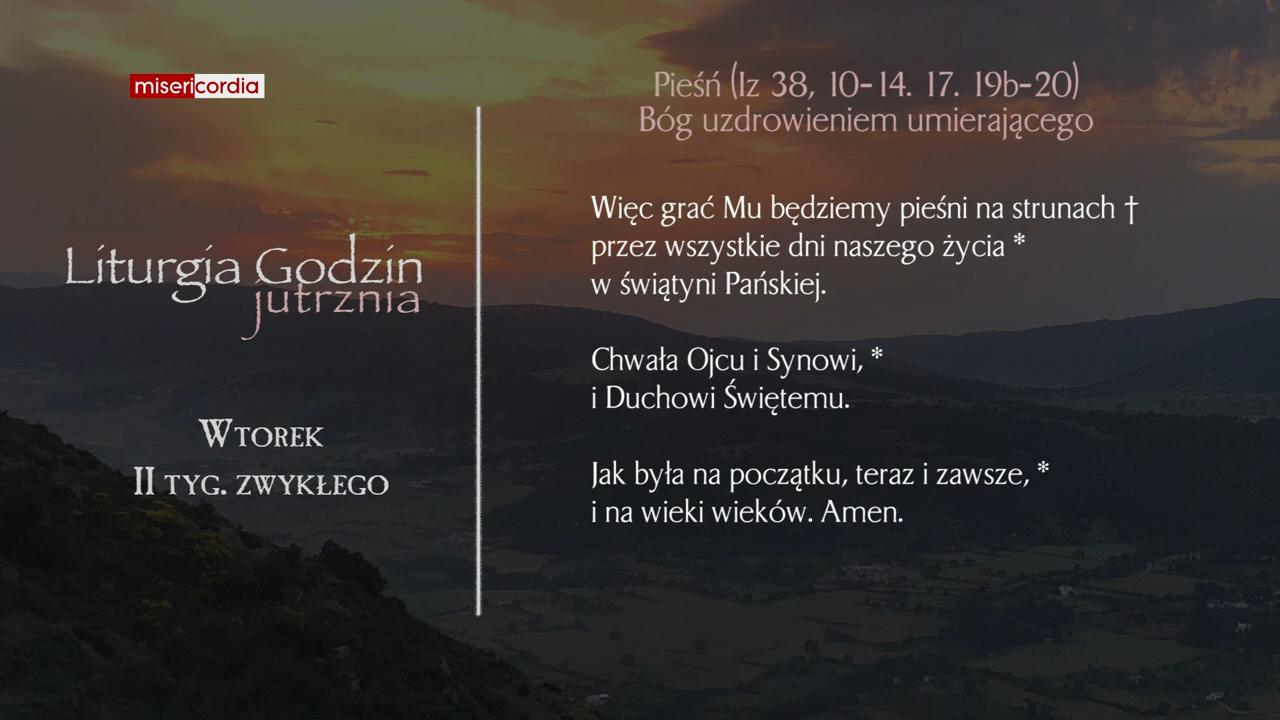 misericordia
Liturgia Godzin
jutrznia
Wtorek
II tyg. zwykłego
Pieśń (Iz 38, 10-14. 17. 19b-20)
Bóg uzdrowieniem umierającego
Więc grać Mu będziemy pieśni na strunach †
przez wszystkie dni naszego życia *
w świątyni Pańskiej.
Chwała Ojcu i Synowi, *
i Duchowi Świętemu.
Jak była na początku, teraz i zawsze, *
i na wieki wieków. Amen.